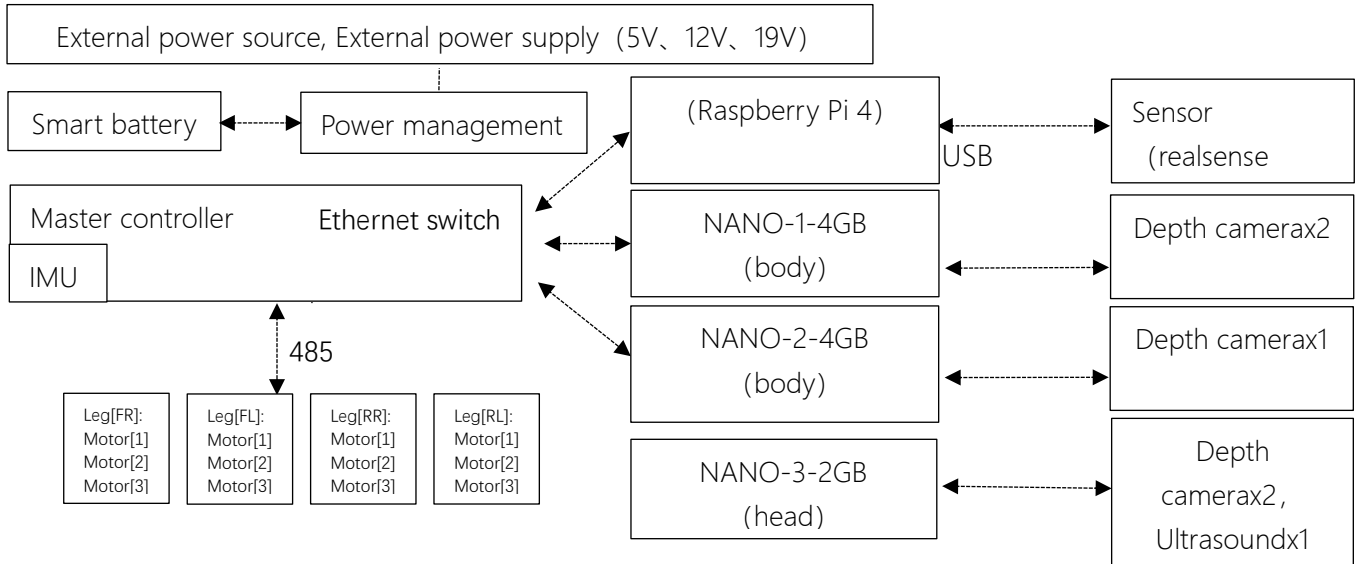 External power source, External power supply（5V、12V、19V）
Smart battery
Power management
(Raspberry Pi 4)
USB
Sensor
（realsense
Master controller
Ethernet switch
IMU
NANO-1-4GB
（body）
Depth camerax2
NANO-2-4GB
（body）
Depth camerax1
485
Leg[FR]:
Motor[1]
Motor[2]
Motor[3]
Leg[FL]:
Motor[1]
Motor[2]
Motor[3]
Leg[RR]:
Motor[1]
Motor[2]
Motor[3]
Leg[RL]:
Motor[1]
Motor[2]
Motor[3]
NANO-3-2GB
（head）
Depth
camerax2，
Ultrasoundx1